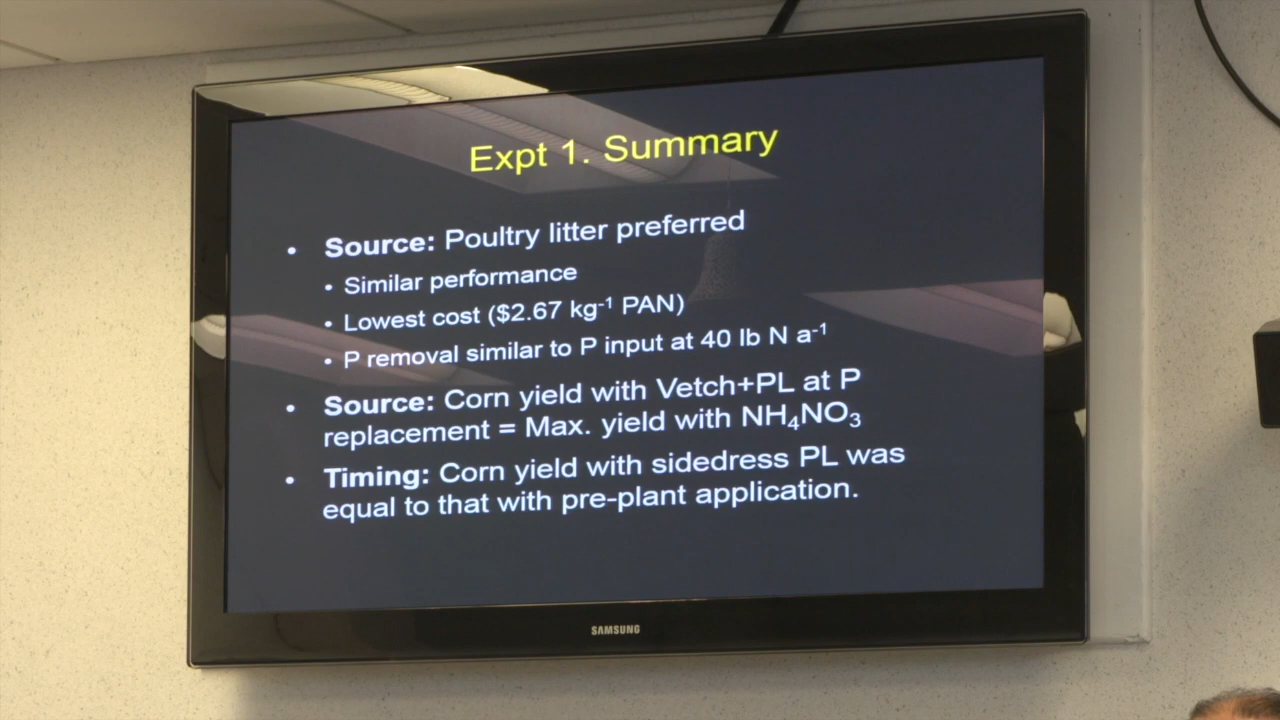 Expt 1. Summary
• Source: Poultry litter preferred
• Similar performance
• Lowest cost ($2.67 kg⁻¹ PAN)
• P removal similar to P input at 40 lb N a⁻¹
• Source: Corn yield with Vetch+PL at P
replacement = Max. yield with NH₄NO₃
• Timing: Corn yield with sidedress PL was
equal to that with pre-plant application.
SAMSUNG